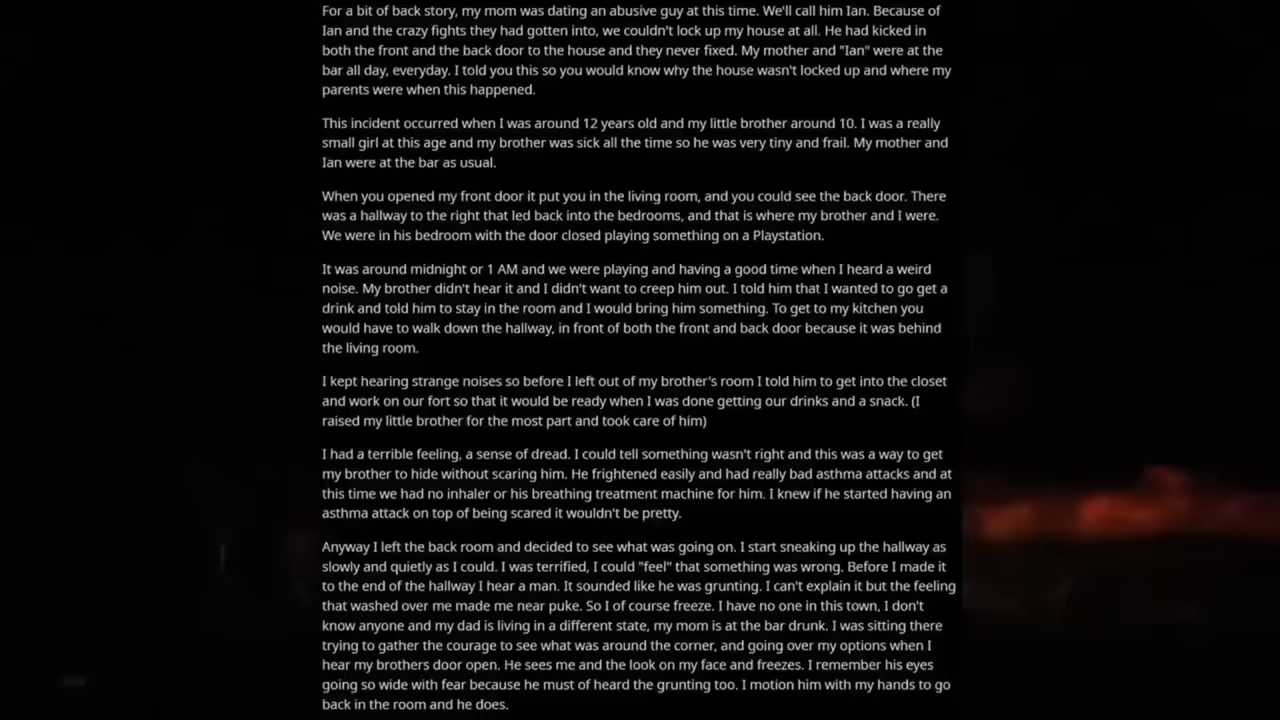 For a bit of back story, my mom was dating an abusive guy at this time. We'll call him Ian. Because of
Ian and the crazy fights they had gotten into, we couldn't lock up my house at all. He had kicked in
both the front and the back door to the house and they never fixed. My mother and "Ian" were at the
bar all day, everyday. I told you this so you would know why the house wasn't locked up and where my
parents were when this happened.
This incident occurred when I was around 12 years old and my little brother around 10. I was a really
small girl at this age and my brother was sick all the time so he was very tiny and frail. My mother and
Ian were at the bar as usual.
When you opened my front door it put you in the living room, and you could see the back door. There
was a hallway to the right that led back into the bedrooms, and that is where my brother and I were.
We were in his bedroom with the door closed playing something on a Playstation.
It was around midnight or 1 AM and we were playing and having a good time when I heard a weird
noise. My brother didn't hear it and I didn't want to creep him out. I told him that I wanted to go get a
drink and told him to stay in the room and I would bring him something. To get to my kitchen you
would have to walk down the hallway, in front of both the front and back door because it was behind
the living room.
I kept hearing strange noises so before I left out of my brother's room I told him to get into the closet
and work on our fort so that it would be ready when I was done getting our drinks and a snack. (I
raised my little brother for the most part and took care of him)
I had a terrible feeling, a sense of dread. I could tell something wasn't right and this was a way to get
my brother to hide without scaring him. He frightened easily and had really bad asthma attacks and at
this time we had no inhaler or his breathing treatment machine for him. I knew if he started having an
asthma attack on top of being scared it wouldn't be pretty.
Anyway I left the back room and decided to see what was going on. I start sneaking up the hallway as
slowly and quietly as I could. I was terrified, I could "feel" that something was wrong. Before I made it
to the end of the hallway I hear a man. It sounded like he was grunting. I can't explain it but the feeling
that washed over me made me near puke. So I of course freeze. I have no one in this town, I don't
know anyone and my dad is living in a different state, my mom is at the bar drunk. I was sitting there
trying to gather the courage to see what was around the corner, and going over my options when I
hear my brothers door open. He sees me and the look on my face and freezes. I remember his eyes
going so wide with fear because he must of heard the grunting too. I motion him with my hands to go
back in the room and he does.